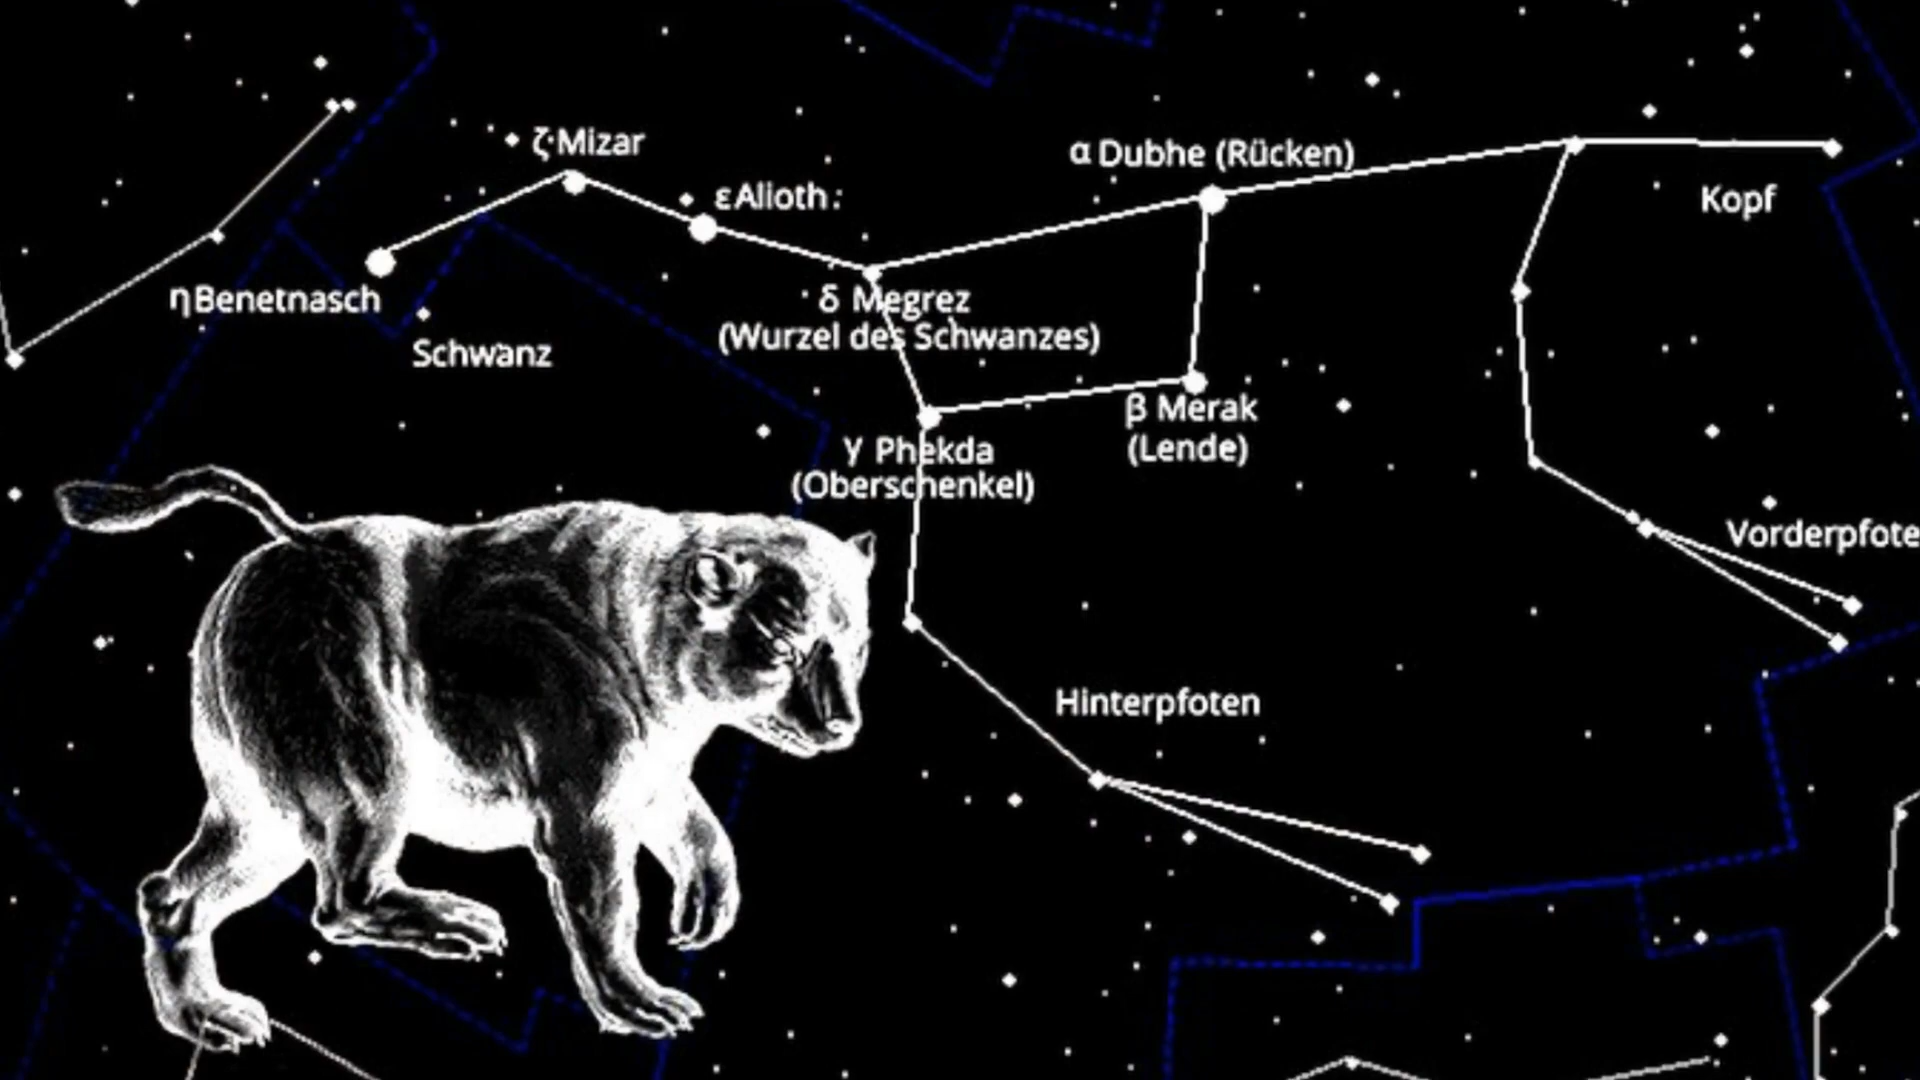 ζ Mizar
α Dubhe (Rücken)
ε Alioth
Kopf
η Benetnasch
δ Megrez
(Wurzel des Schwanzes)
Schwanz
β Merak
(Lende)
γ Phekda
(Oberschenkel)
Vorderpfote
Hinterpfoten